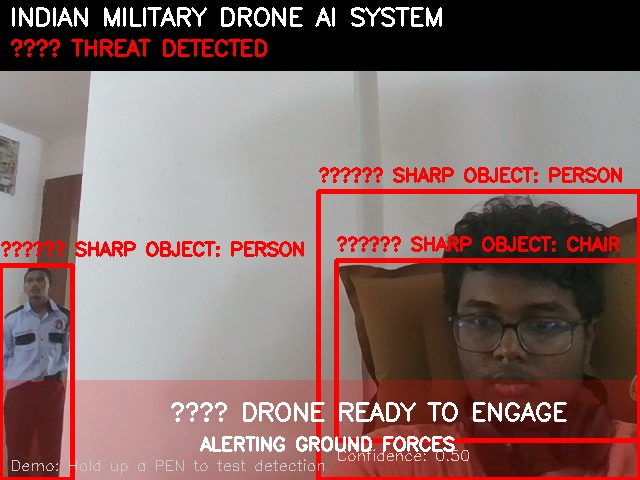 INDIAN MILITARY DRONE AI SYSTEM
???? THREAT DETECTED
?????? SHARP OBJECT: PERSON
?????? SHARP OBJECT: PERSON
?????? SHARP OBJECT: CHAIR
???? DRONE READY TO ENGAGE
ALERTING GROUND FORCES
Confidence: 0.50
Demo: Hold up a PEN to test detection